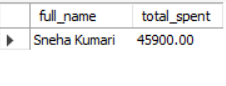 full_name total_spent
Sneha Kumari 45900.00